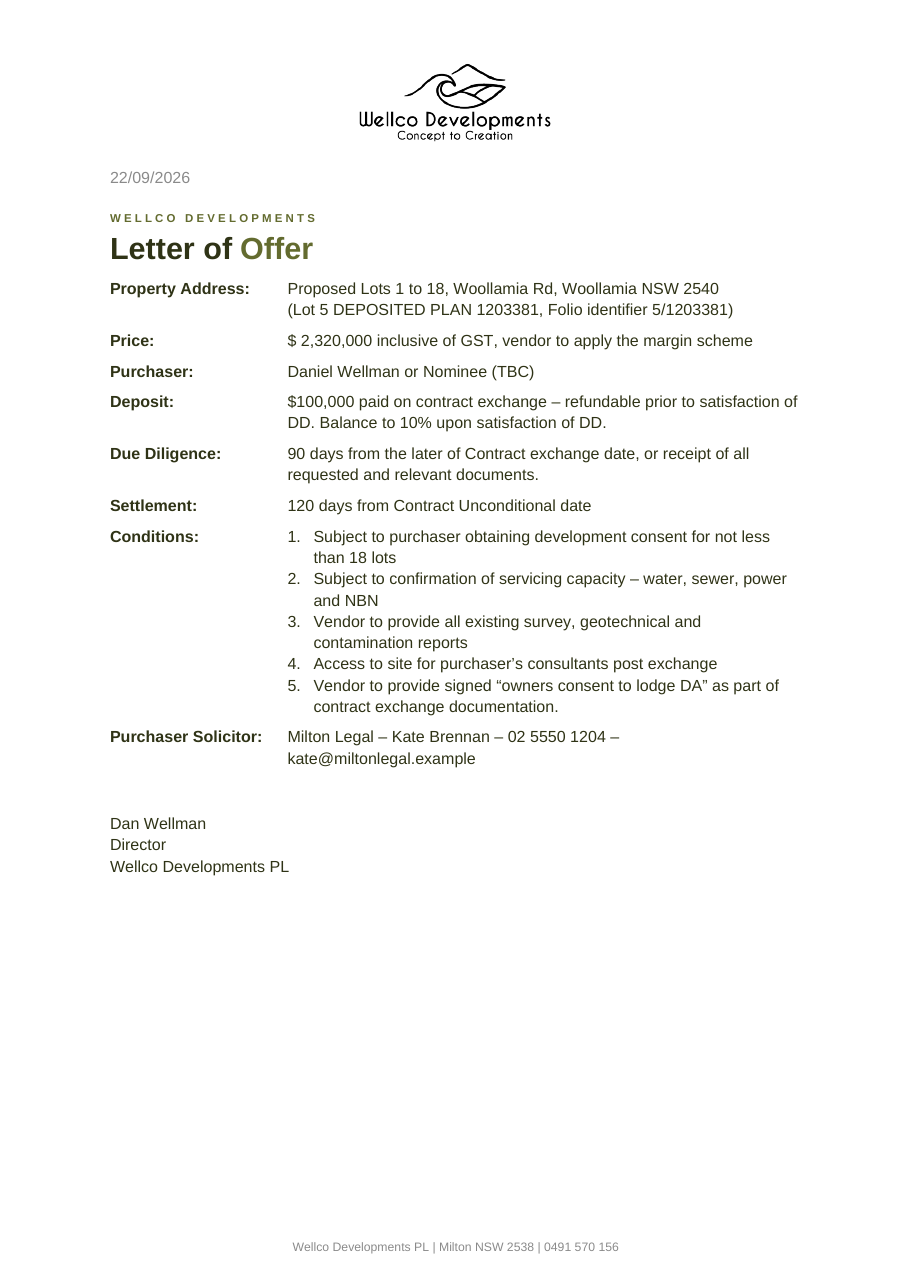 Wellco Developments
Concept to Creation
22/09/2026
WELLCO DEVELOPMENTS
Letter of Offer
Property Address: Proposed Lots 1 to 18, Woollamia Rd, Woollamia NSW 2540
(Lot 5 DEPOSITED PLAN 1203381, Folio identifier 5/1203381)
Price: $ 2,320,000 inclusive of GST, vendor to apply the margin scheme
Purchaser: Daniel Wellman or Nominee (TBC)
Deposit: $100,000 paid on contract exchange – refundable prior to satisfaction of
DD. Balance to 10% upon satisfaction of DD.
Due Diligence: 90 days from the later of Contract exchange date, or receipt of all
requested and relevant documents.
Settlement: 120 days from Contract Unconditional date
Conditions: 1. Subject to purchaser obtaining development consent for not less
than 18 lots
2. Subject to confirmation of servicing capacity – water, sewer, power
and NBN
3. Vendor to provide all existing survey, geotechnical and
contamination reports
4. Access to site for purchaser’s consultants post exchange
5. Vendor to provide signed “owners consent to lodge DA” as part of
contract exchange documentation.
Purchaser Solicitor: Milton Legal – Kate Brennan – 02 5550 1204 –
kate@miltonlegal.example
Dan Wellman
Director
Wellco Developments PL
Wellco Developments PL | Milton NSW 2538 | 0491 570 156